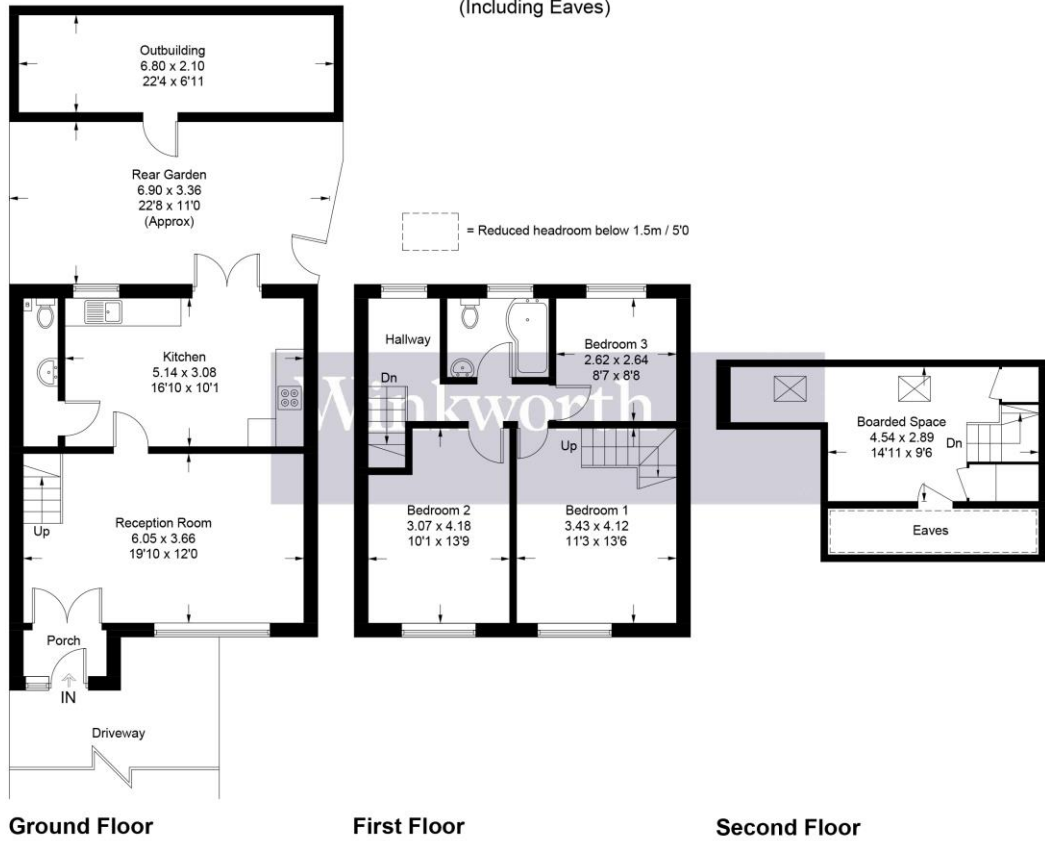 (Including Eaves)
Outbuilding
6.80 x 2.10
22'4 x 6'11
Rear Garden
6.90 x 3.36
22'8 x 11'0
(Approx)
= Reduced headroom below 1.5m / 5'0
Kitchen
5.14 x 3.08
16'10 x 10'1
Hallway
Dn
Bedroom 3
2.62 x 2.64
8'7 x 8'8
Winkworth
Boarded Space
4.54 x 2.89
14'11 x 9'6
Dn
Eaves
Up
Reception Room
6.05 x 3.66
19'10 x 12'0
Up
Bedroom 2
3.07 x 4.18
10'1 x 13'9
Bedroom 1
3.43 x 4.12
11'3 x 13'6
Porch
IN
Driveway
Ground Floor
First Floor
Second Floor